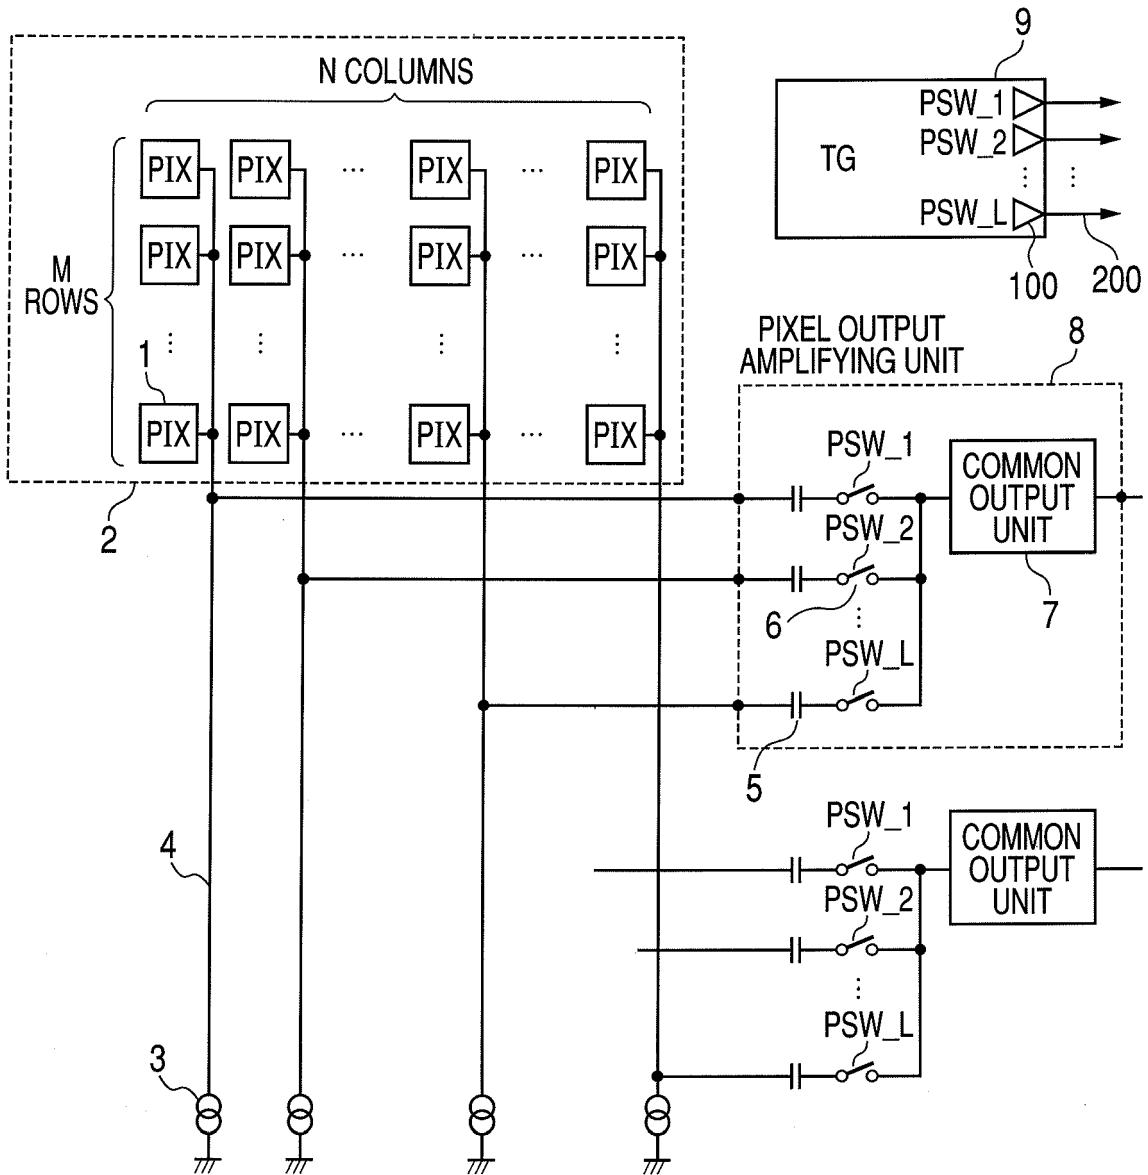 N COLUMNS
9
PSW_1
PSW_2
TG
PSW_L
100
200
PIX PIX ... PIX ... PIX
PIX PIX ... PIX ... PIX
M
ROWS
1
PIX PIX ... PIX ... PIX
2
PIXEL OUTPUT
AMPLIFYING UNIT
8
PSW_1
COMMON
OUTPUT
UNIT
PSW_2
6
7
PSW_L
5
PSW_1
COMMON
OUTPUT
UNIT
4
PSW_2
PSW_L
3